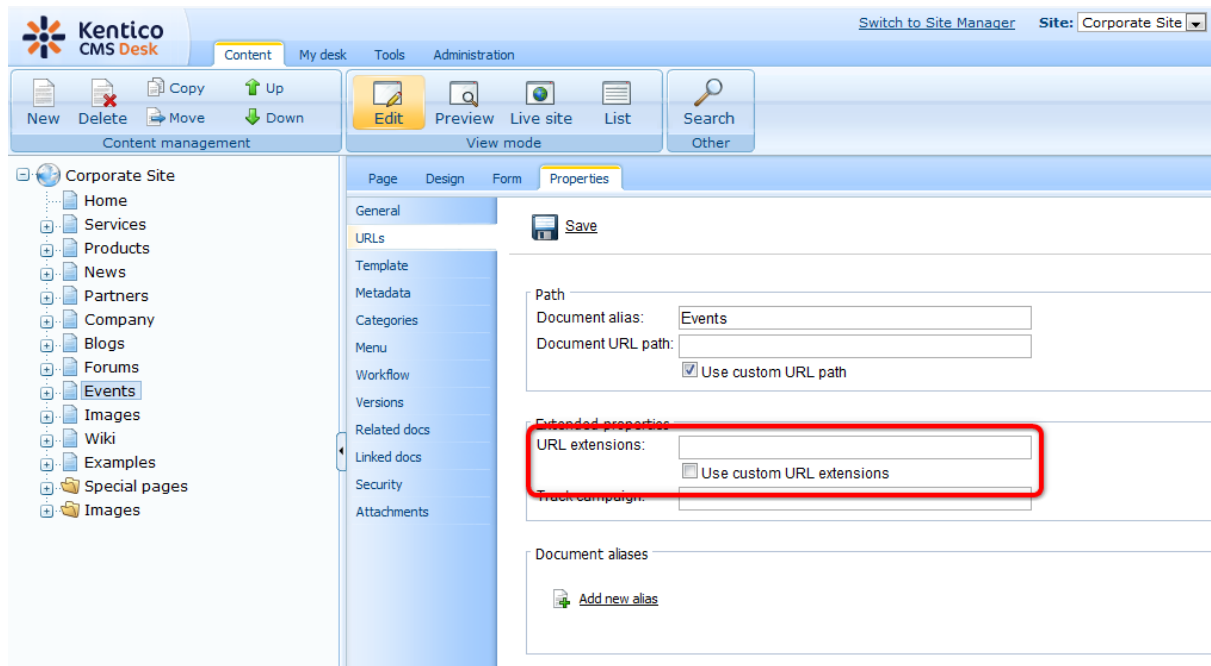 Kentico
CMS Desk
Switch to Site Manager Site: Corporate Site
Content My desk Tools Administration
New Delete Copy Move Up Down
Content management
Edit Preview Live site List
View mode
Search
Other
Corporate Site
Home
Services
Products
News
Partners
Company
Blogs
Forums
Events
Images
Wiki
Examples
Special pages
Images
Page Design Form Properties
General
URLs
Template
Metadata
Categories
Menu
Workflow
Versions
Related docs
Linked docs
Security
Attachments
Save
Path
Document alias: Events
Document URL path:
Use custom URL path
Extended properties
URL extensions:
Use custom URL extensions
Track campaign:
Document aliases
Add new alias